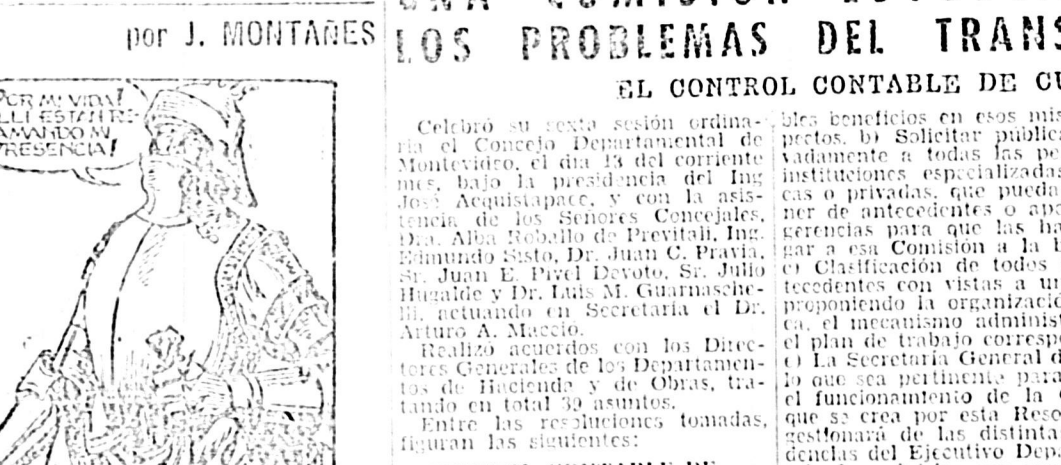 por J. MONTAÑES
POR MI VIDA!
ALLI ESTAN RE-
AMANDO MI
PRESENCIA!
UNA COMISION
LOS PROBLEMAS DEL TRANS
EL CONTROL CONTABLE DE CU
Celebró su sexta sesión ordina-
ria el Concejo Departamental de
Montevideo, el día 13 del corriente
mes, bajo la presidencia del Ing
José Acquistapace, y con la asis-
tencia de los Señores Concejales,
Dra. Alba Roballo de Previtali, Ing.
Edmundo Sisto, Dr. Juan C. Pravia,
Sr. Juan E. Pivel Devoto, Sr. Julio
Hugalde y Dr. Luis M. Guarnasche-
lli, actuando en Secretaría el Dr.
Arturo A. Maccio.
Realizó acuerdos con los Direc-
tores Generales de los Departamen-
tos de Hacienda y de Obras, tra-
tando en total 39 asuntos.
Entre las resoluciones tomadas,
figuran las siguientes:
bles beneficios en esos mis
pectos. b) Solicitar pública
vadamente a todas las pe
instituciones especializadas
cas o privadas, que pueda
ner de antecedentes o apo
gerencias para que las ha
gar a esa Comisión a la b
c) Clasificación de todos
tecedentes con vistas a un
proponiendo la organizació
ca, el mecanismo administ
el plan de trabajo corresp
e) La Secretaría General d
lo que sea pertinente para
el funcionamiento de la
que se crea por esta Reso
gestionará de las distinta
dencias del Ejecutivo Dep